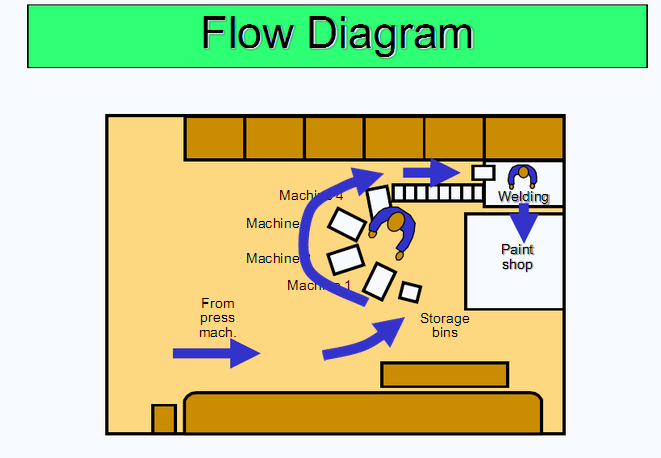 Flow Diagram
Machine 4
Machine
Machine
Machine 1
Welding
Paint
shop
From
press
mach.
Storage
bins